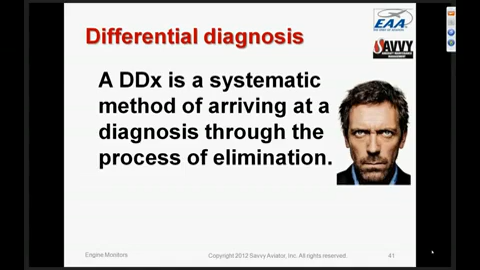 Differential diagnosis
EAA
SAVVY
A DDx is a systematic
method of arriving at a
diagnosis through the
process of elimination.
Engine Monitors
Copyright 2012 Savvy Aviator, Inc. All rights reserved.
41